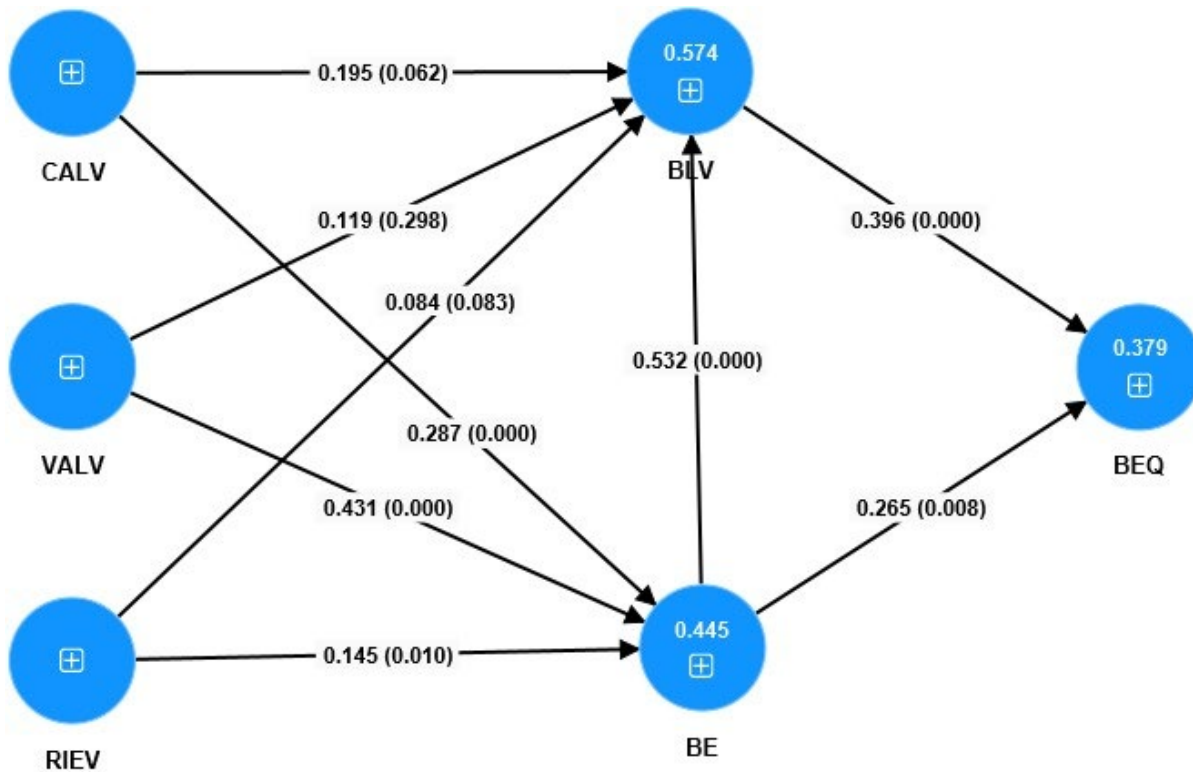 0.574
0.195 (0.062)
CALV
BLV
0.119 (0.298)
0.396 (0.000)
0.084 (0.083)
0.532 (0.000)
0.379
0.287 (0.000)
VALV
BEQ
0.431 (0.000)
0.265 (0.008)
0.445
0.145 (0.010)
BE
RIEV